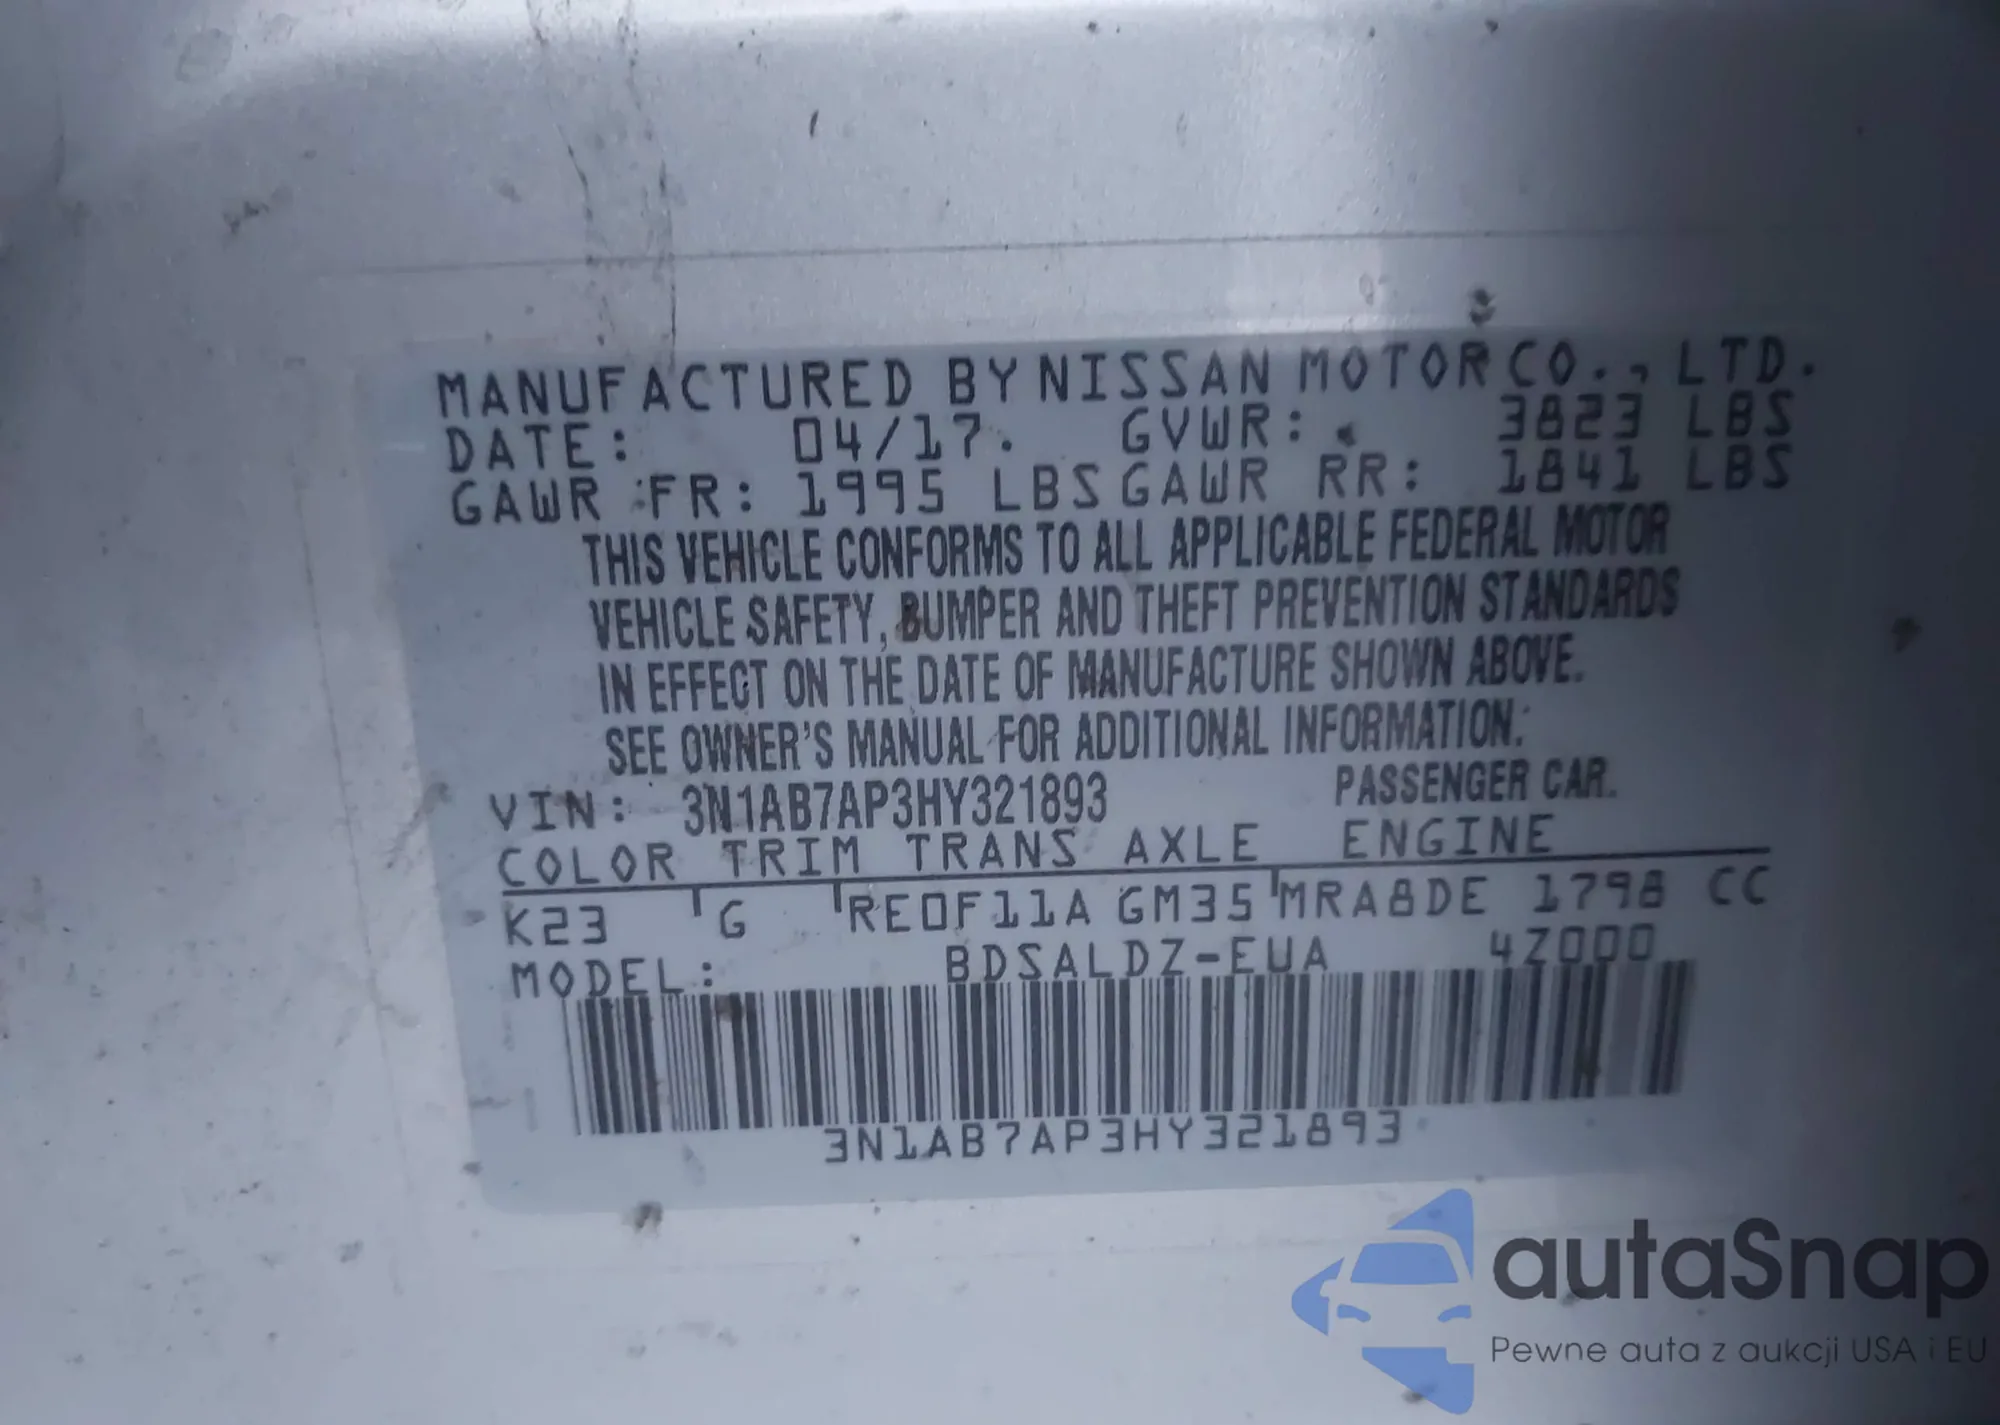 MANUFACTURED BY NISSAN MOTOR CO., LTD.
DATE: 04/17. GVWR: 3823 LBS
GAWR FR: 1995 LBS GAWR RR: 1841 LBS
THIS VEHICLE CONFORMS TO ALL APPLICABLE FEDERAL MOTOR
VEHICLE SAFETY, BUMPER AND THEFT PREVENTION STANDARDS
IN EFFECT ON THE DATE OF MANUFACTURE SHOWN ABOVE.
SEE OWNER'S MANUAL FOR ADDITIONAL INFORMATION.
VIN: 3N1AB7AP3HY321893 PASSENGER CAR.
COLOR TRIM TRANS AXLE ENGINE
K23 G RE0F11A GM35 MRA8DE 1798 CC
MODEL: BDSALDZ-EUA 4Z000
3N1AB7AP3HY321893
autaSnap
Pewne auta z aukcji USA i EU